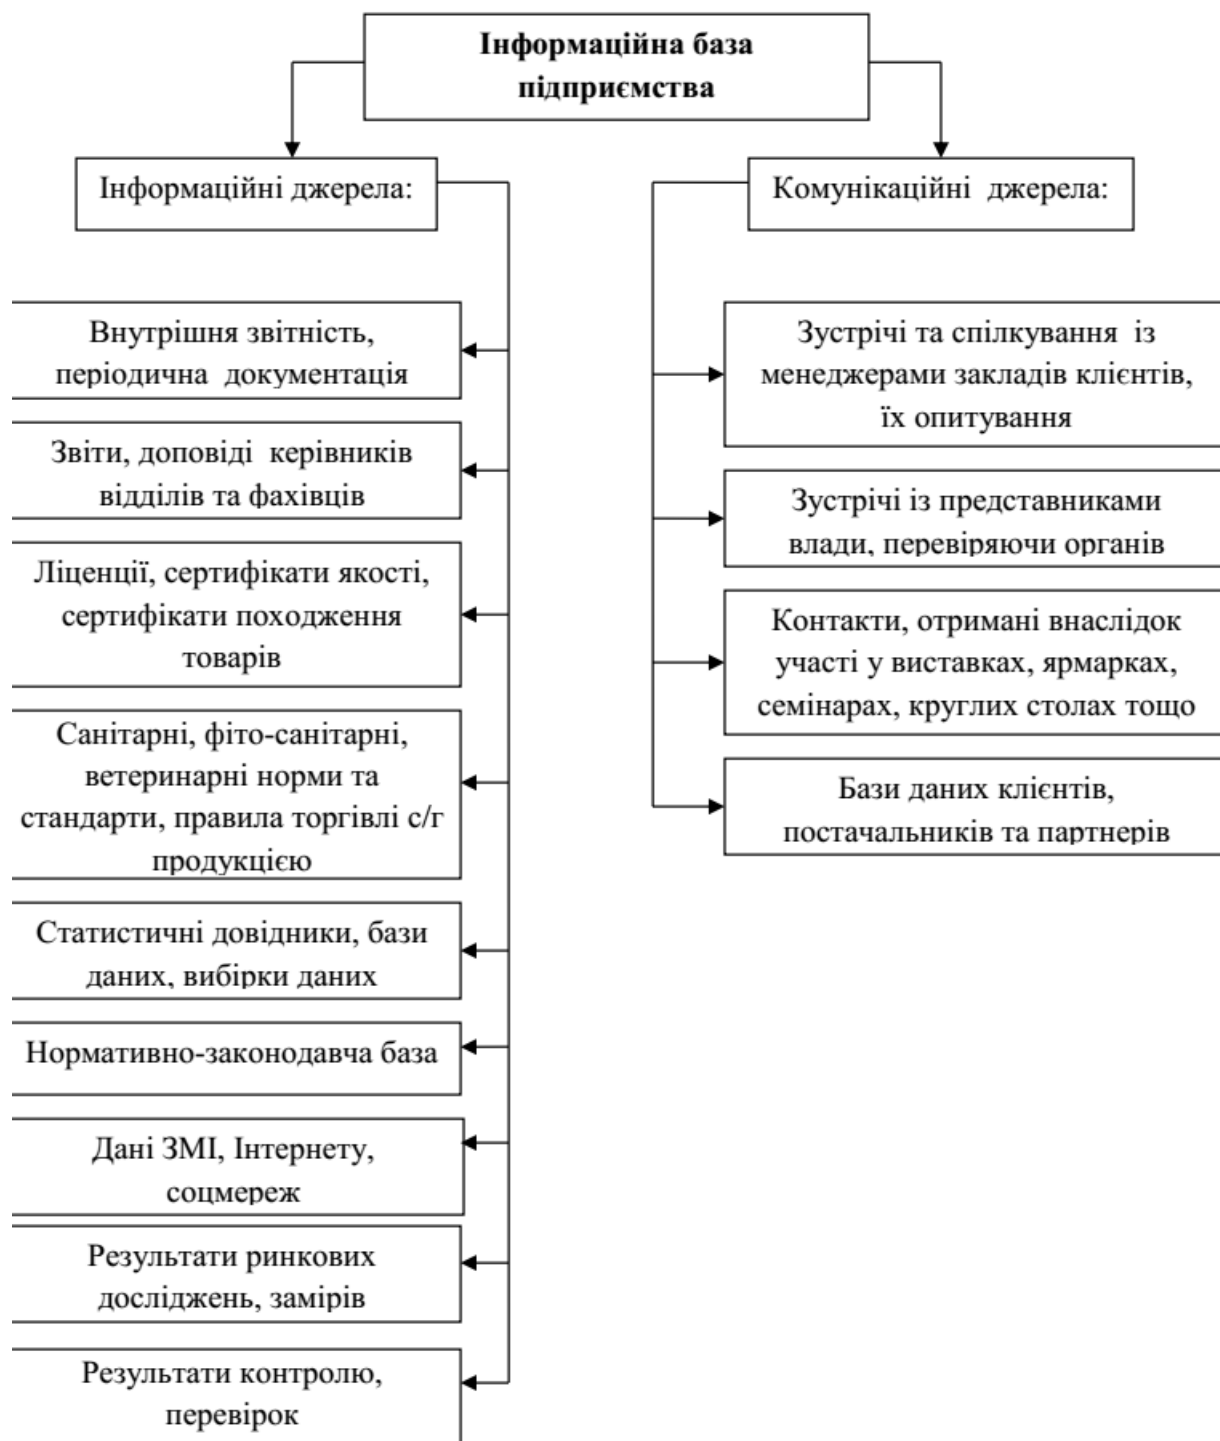 Інформаційна база
підприємства
Інформаційні джерела:
Внутрішня звітність,
періодична документація
Звіти, доповіді керівників
відділів та фахівців
Ліценції, сертифікати якості,
сертифікати походження
товарів
Санітарні, фіто-санітарні,
ветеринарні норми та
стандарти, правила торгівлі с/г
продукцією
Статистичні довідники, бази
даних, вибірки даних
Нормативно-законодавча база
Дані ЗМІ, Інтернету,
соцмереж
Результати ринкових
досліджень, замірів
Результати контролю,
перевірок
Комунікаційні джерела:
Зустрічі та спілкування із
менеджерами закладів клієнтів,
їх опитування
Зустрічі із представниками
влади, перевіряючи органів
Контакти, отримані внаслідок
участі у виставках, ярмарках,
семінарах, круглих столах тощо
Бази даних клієнтів,
постачальників та партнерів